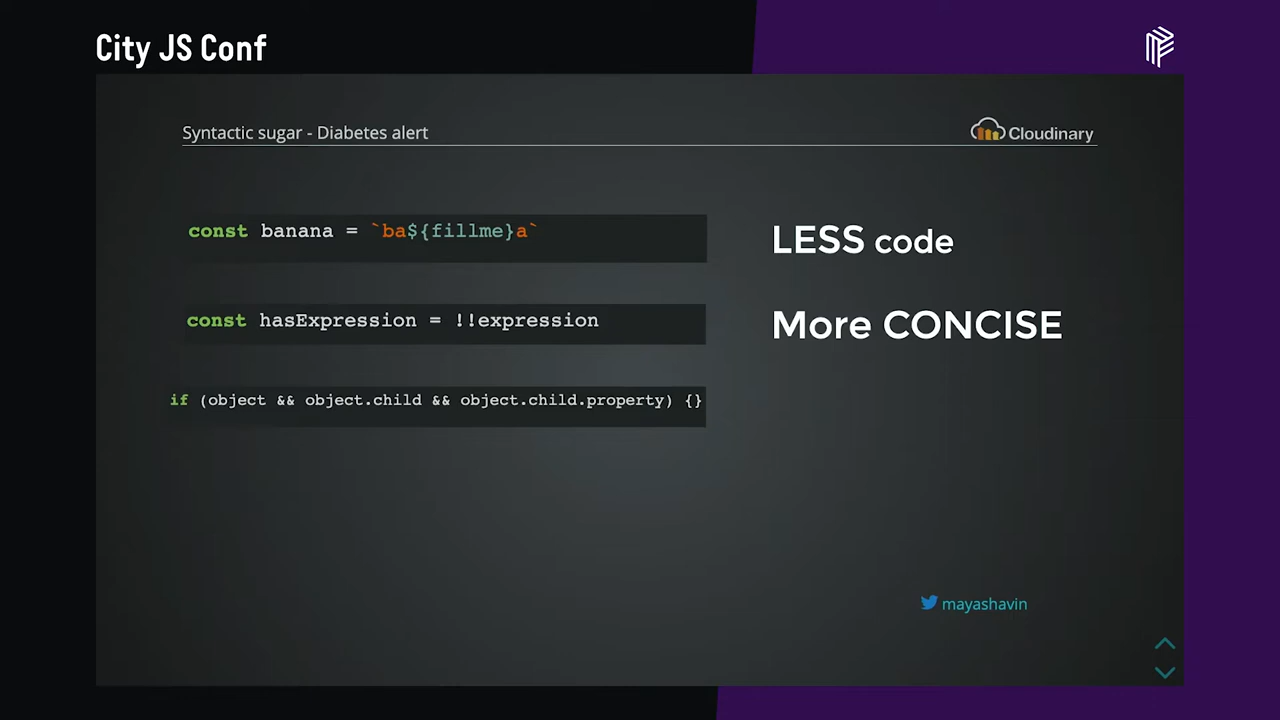 City JS Conf
Syntactic sugar - Diabetes alert
Cloudinary
const banana = `ba${fillme}a`
LESS code
const hasExpression = !!expression
More CONCISE
if (object && object.child && object.child.property) {}
mayashavin